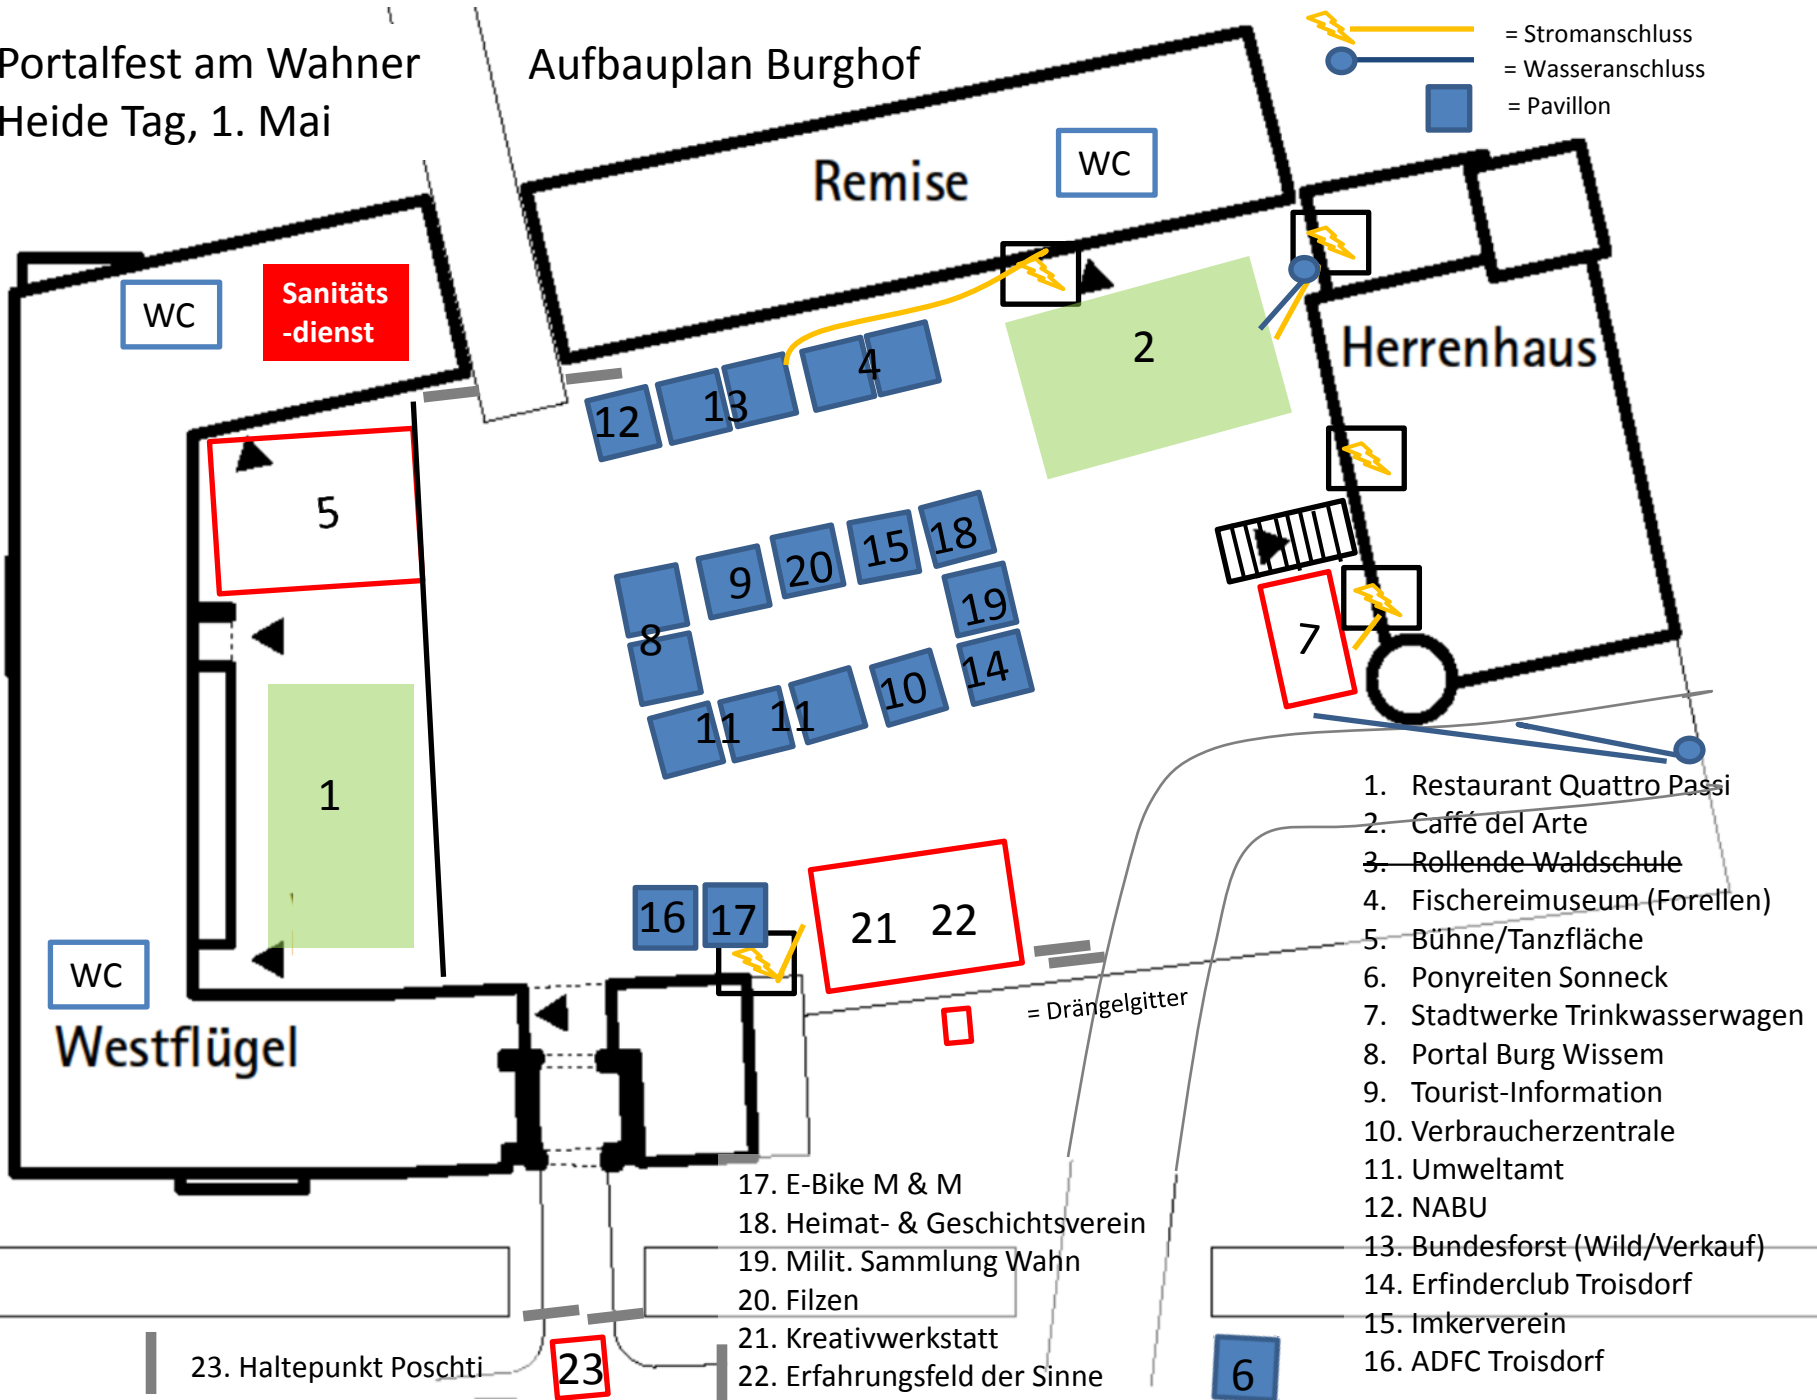 Portalfest am Wahner
Heide Tag, 1. Mai
Aufbauplan Burghof
= Stromanschluss
= Wasseranschluss
= Pavillon
WC
Remise
WC
Sanitäts
-dienst
Herrenhaus
2
4
13
12
5
18
15
20
9
19
8
7
14
10
11
11
1
16
17
21
22
WC
Westflügel
= Drängelgitter
1. Restaurant Quattro Passi
2. Caffé del Arte
3. Rollende Waldschule
4. Fischereimuseum (Forellen)
5. Bühne/Tanzfläche
6. Ponyreiten Sonneck
7. Stadtwerke Trinkwasserwagen
8. Portal Burg Wissem
9. Tourist-Information
10. Verbraucherzentrale
11. Umweltamt
12. NABU
13. Bundesforst (Wild/Verkauf)
14. Erfinderclub Troisdorf
15. Imkerverein
16. ADFC Troisdorf
17. E-Bike M & M
18. Heimat- & Geschichtsverein
19. Milit. Sammlung Wahn
20. Filzen
21. Kreativwerkstatt
22. Erfahrungsfeld der Sinne
23. Haltepunkt Poschti
23
6